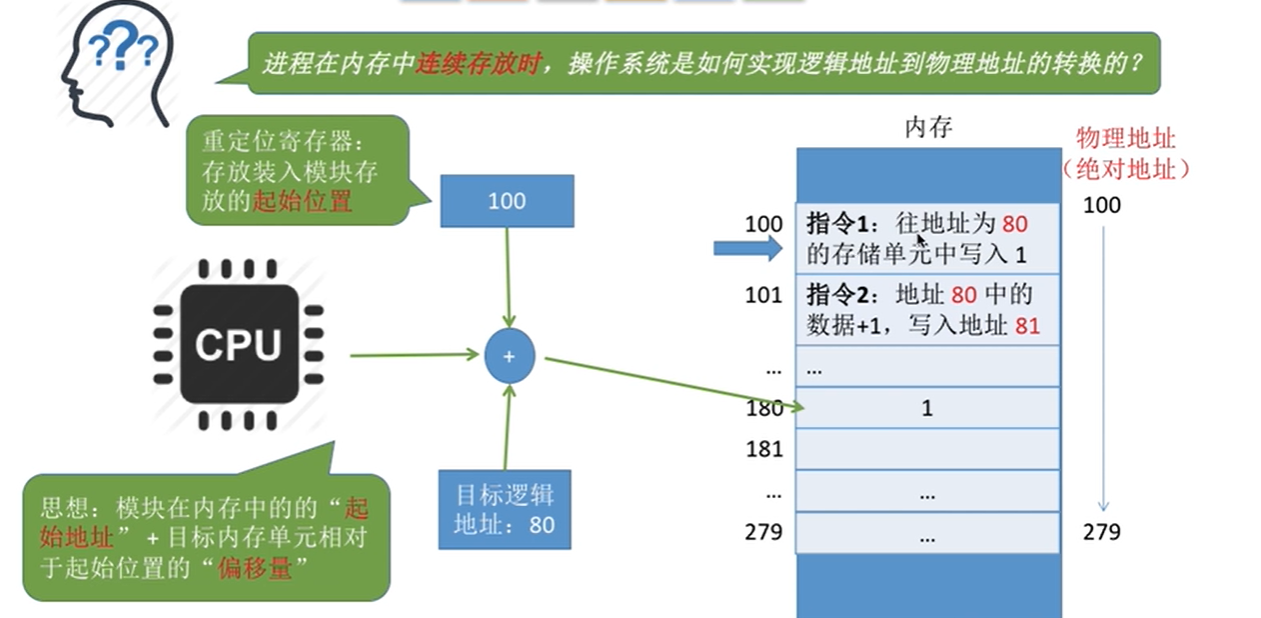 ???
进程在内存中连续存放时，操作系统是如何实现逻辑地址到物理地址的转换的？
重定位寄存器：
存放装入模块存
放的起始位置
100
CPU
+
目标逻辑
地址：80
思想：模块在内存中的的“起
始地址”+目标内存单元相对
于起始位置的“偏移量”
内存
物理地址
（绝对地址）
100
指令1：往地址为 80
的存储单元中写入 1
100
101
指令2：地址 80 中的
数据+1，写入地址 81
...
...
180
1
181
...
...
279
...
279